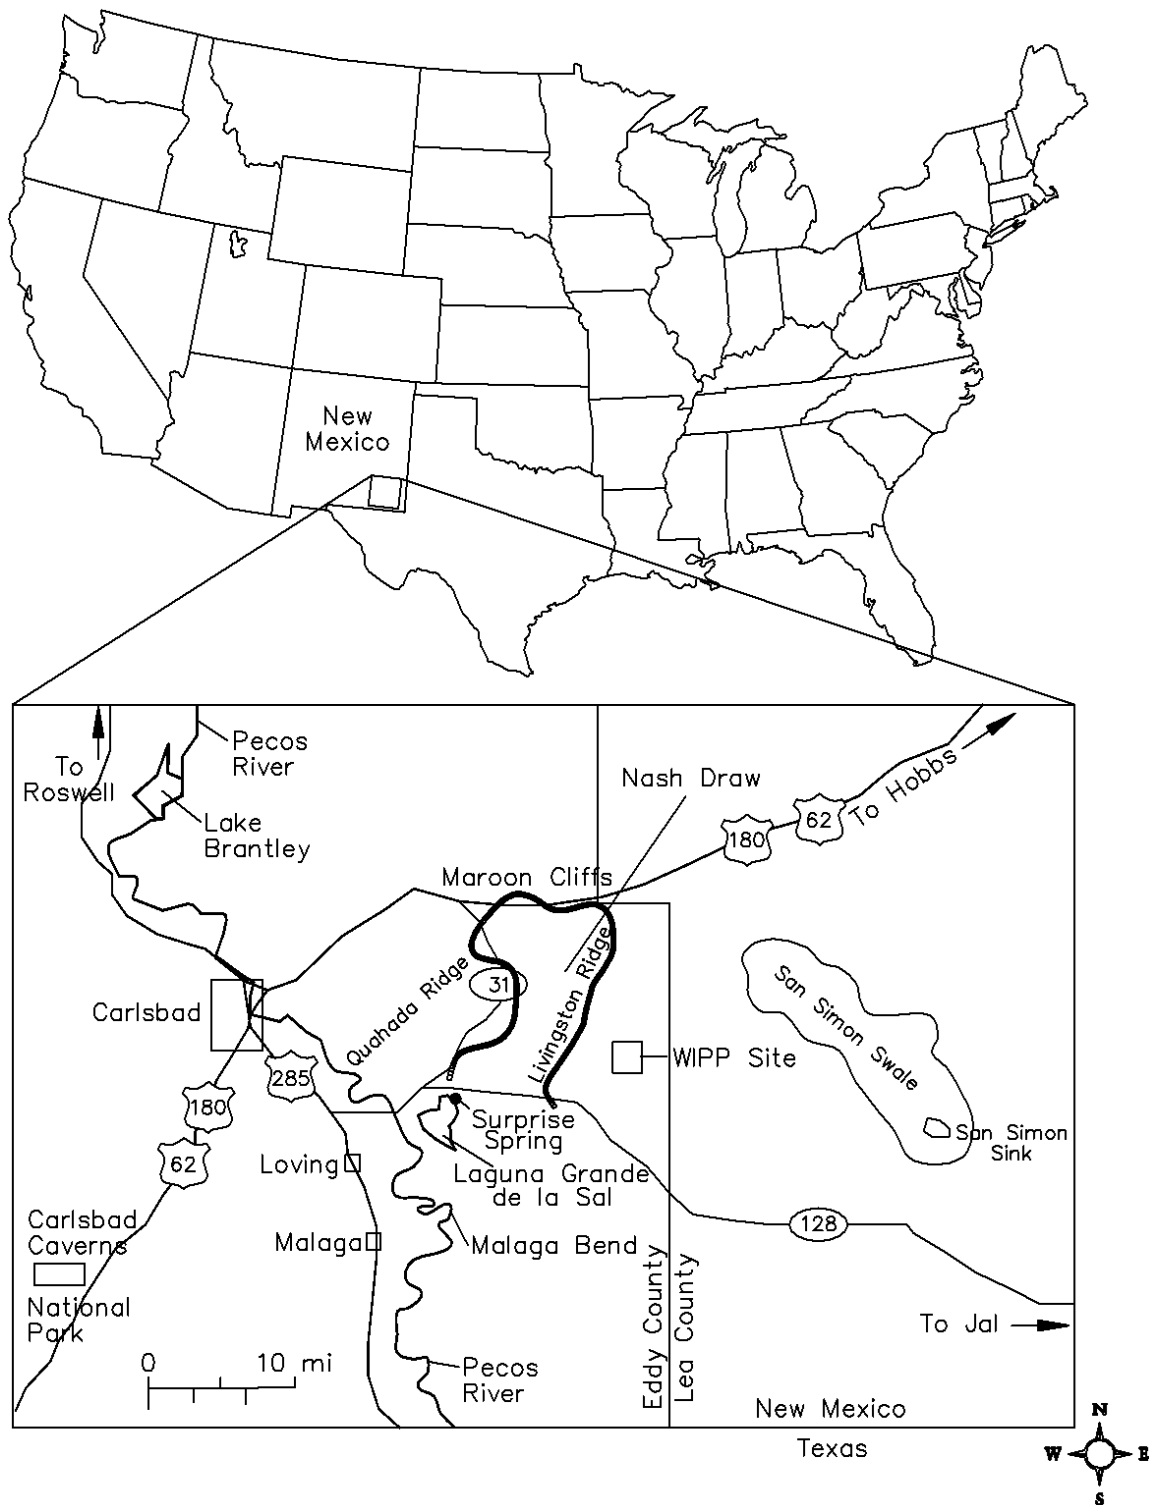 New
Mexico
Pecos
River
To
Roswell
Nash Draw
To Hobbs
62
180
Lake
Brantley
Maroon Cliffs
Quahada Ridge
31
Livingston Ridge
San Simon Swale
Carlsbad
WIPP Site
285
180
Surprise
Spring
San Simon
Sink
62
Loving
Laguna Grande
de la Sal
Carlsbad
Caverns
National
Park
Malaga
Malaga Bend
128
Eddy County
Lea County
To Jal
0 10 mi
Pecos
River
New Mexico
Texas
N
W E
S